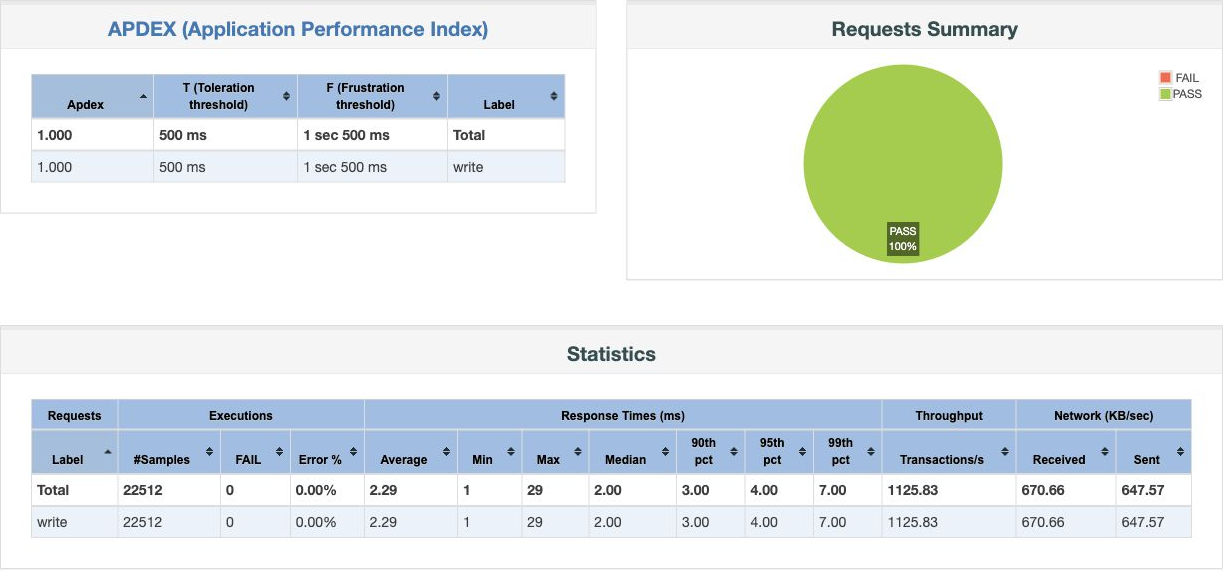 APDEX (Application Performance Index)
Apdex T (Toleration threshold) F (Frustration threshold) Label
1.000 500 ms 1 sec 500 ms Total
1.000 500 ms 1 sec 500 ms write
Requests Summary
FAIL
PASS
PASS
100%
Statistics
Requests Executions Response Times (ms) Throughput Network (KB/sec)
Label #Samples FAIL Error % Average Min Max Median 90th pct 95th pct 99th pct Transactions/s Received Sent
Total 22512 0 0.00% 2.29 1 29 2.00 3.00 4.00 7.00 1125.83 670.66 647.57
write 22512 0 0.00% 2.29 1 29 2.00 3.00 4.00 7.00 1125.83 670.66 647.57